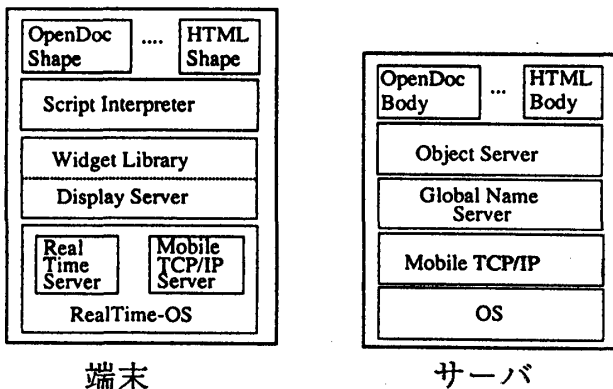 OpenDoc
Shape
....
HTML
Shape
Script Interpreter
Widget Library
Display Server
Real
Time
Server
Mobile
TCP/IP
Server
RealTime-OS
端末
OpenDoc
Body
...
HTML
Body
Object Server
Global Name
Server
Mobile TCP/IP
OS
サーバ